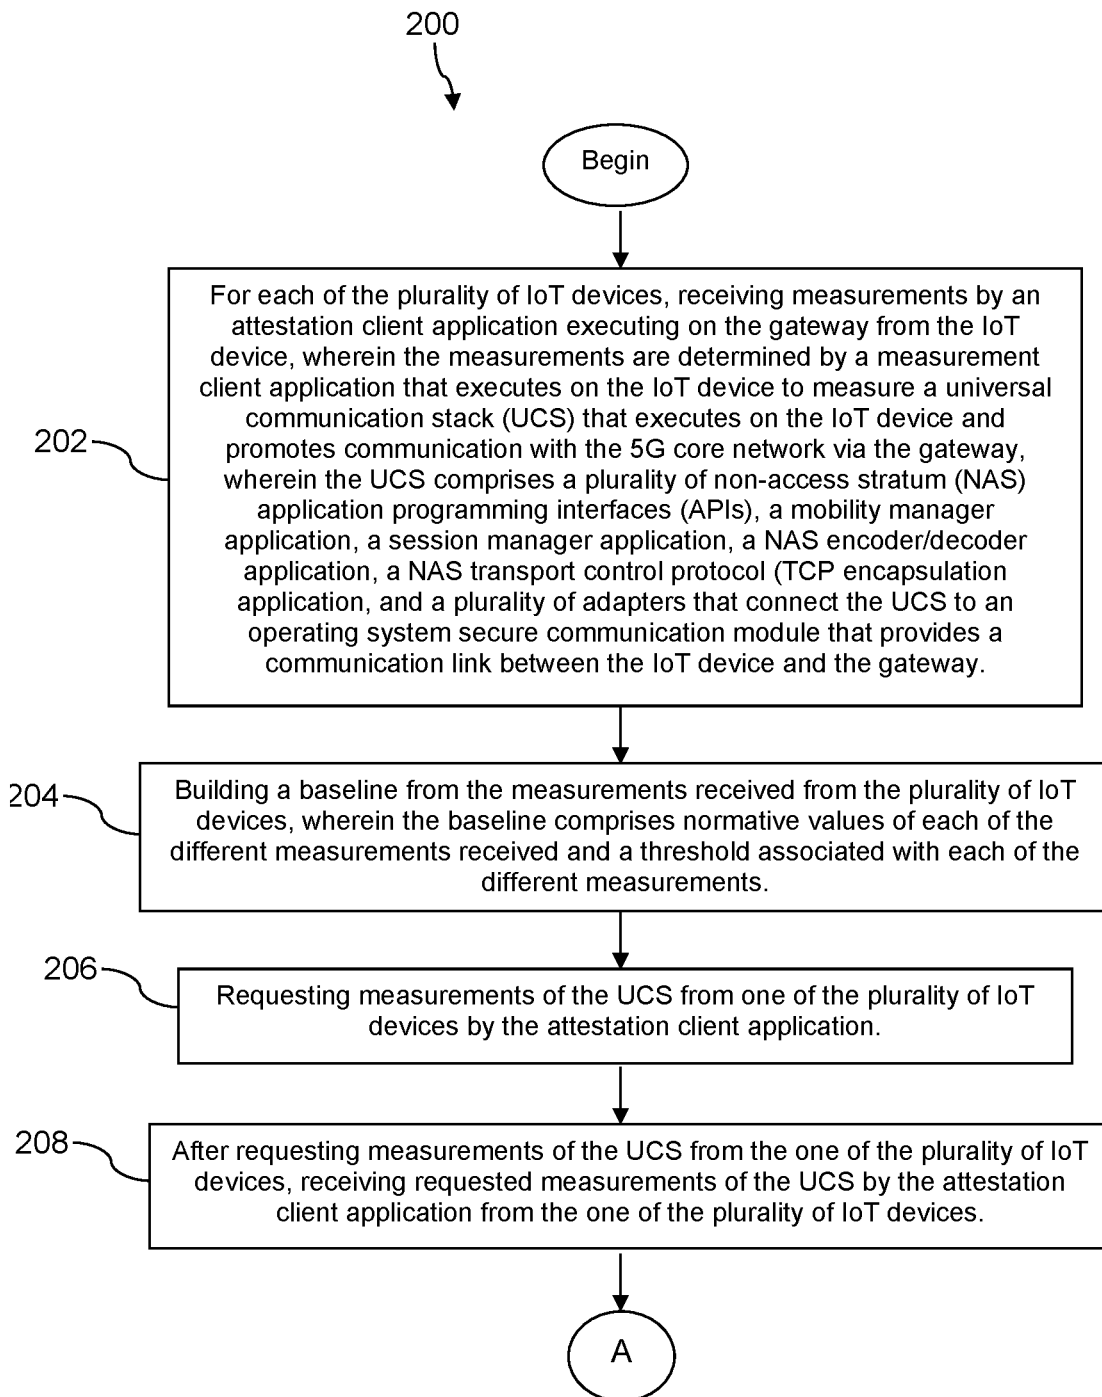 200
Begin
202
For each of the plurality of IoT devices, receiving measurements by an
attestation client application executing on the gateway from the IoT
device, wherein the measurements are determined by a measurement
client application that executes on the IoT device to measure a universal
communication stack (UCS) that executes on the IoT device and
promotes communication with the 5G core network via the gateway,
wherein the UCS comprises a plurality of non-access stratum (NAS)
application programming interfaces (APIs), a mobility manager
application, a session manager application, a NAS encoder/decoder
application, a NAS transport control protocol (TCP encapsulation
application, and a plurality of adapters that connect the UCS to an
operating system secure communication module that provides a
communication link between the IoT device and the gateway.
204
Building a baseline from the measurements received from the plurality of IoT
devices, wherein the baseline comprises normative values of each of the
different measurements received and a threshold associated with each of the
different measurements.
206
Requesting measurements of the UCS from one of the plurality of IoT
devices by the attestation client application.
208
After requesting measurements of the UCS from the one of the plurality of IoT
devices, receiving requested measurements of the UCS by the attestation
client application from the one of the plurality of IoT devices.
A